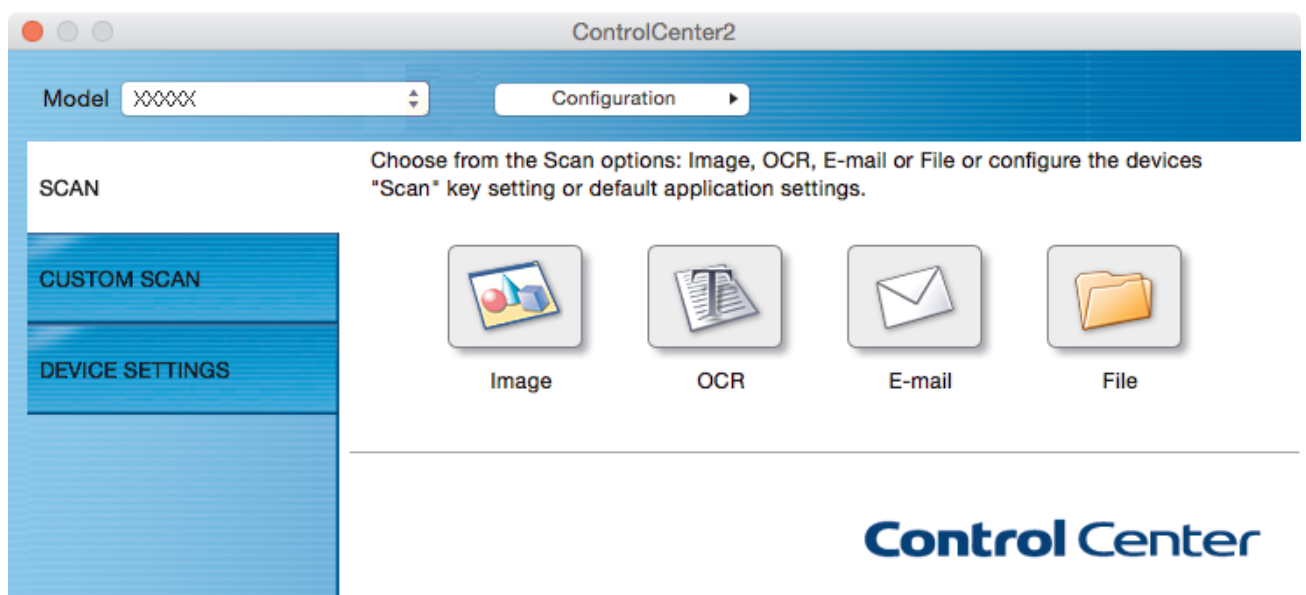 ControlCenter2
Model XXXXX Configuration
SCAN
Choose from the Scan options: Image, OCR, E-mail or File or configure the devices
"Scan" key setting or default application settings.
CUSTOM SCAN
DEVICE SETTINGS
Image OCR E-mail File
Control Center